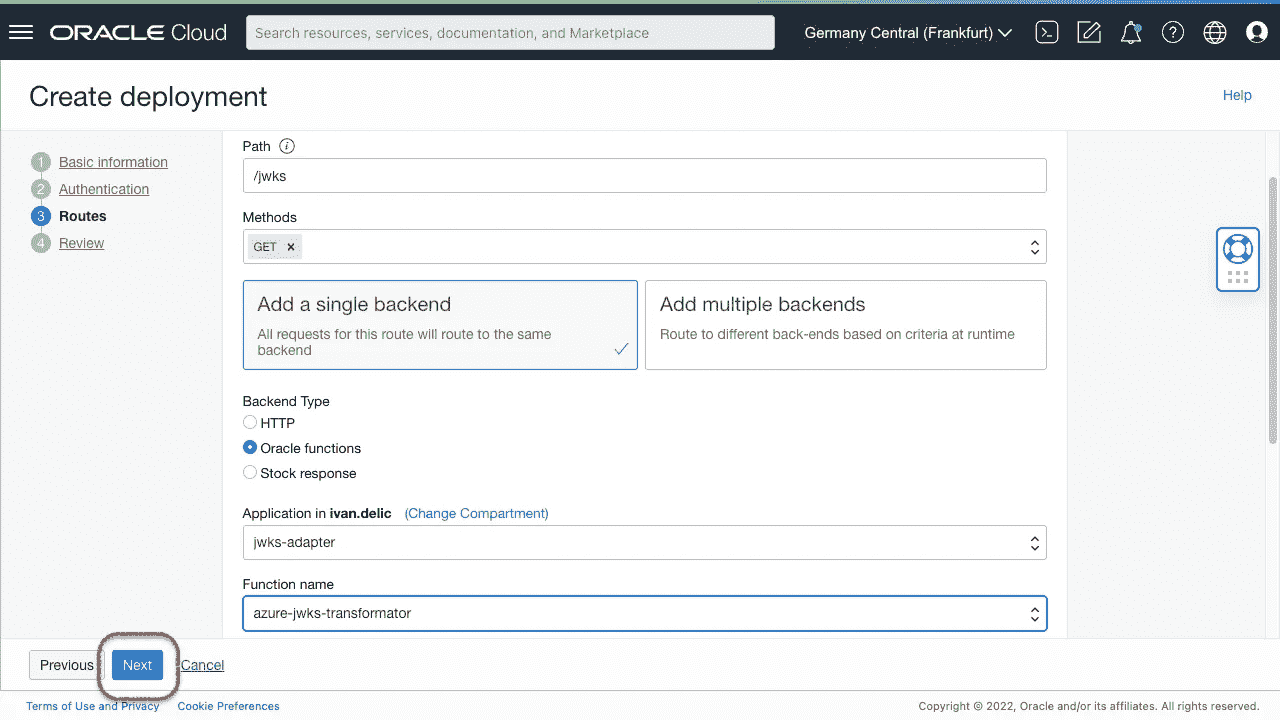 ORACLE Cloud
Search resources, services, documentation, and Marketplace
Germany Central (Frankfurt)
Create deployment
Help
1 Basic information
2 Authentication
3 Routes
4 Review
Path
/jwks
Methods
GET ×
Add a single backend
All requests for this route will route to the same
backend
Add multiple backends
Route to different back-ends based on criteria at runtime
Backend Type
HTTP
Oracle functions
Stock response
Application in ivan.delic (Change Compartment)
jwks-adapter
Function name
azure-jwks-transformator
Previous Next Cancel
Terms of Use and Privacy Cookie Preferences
Copyright © 2022, Oracle and/or its affiliates. All rights reserved.